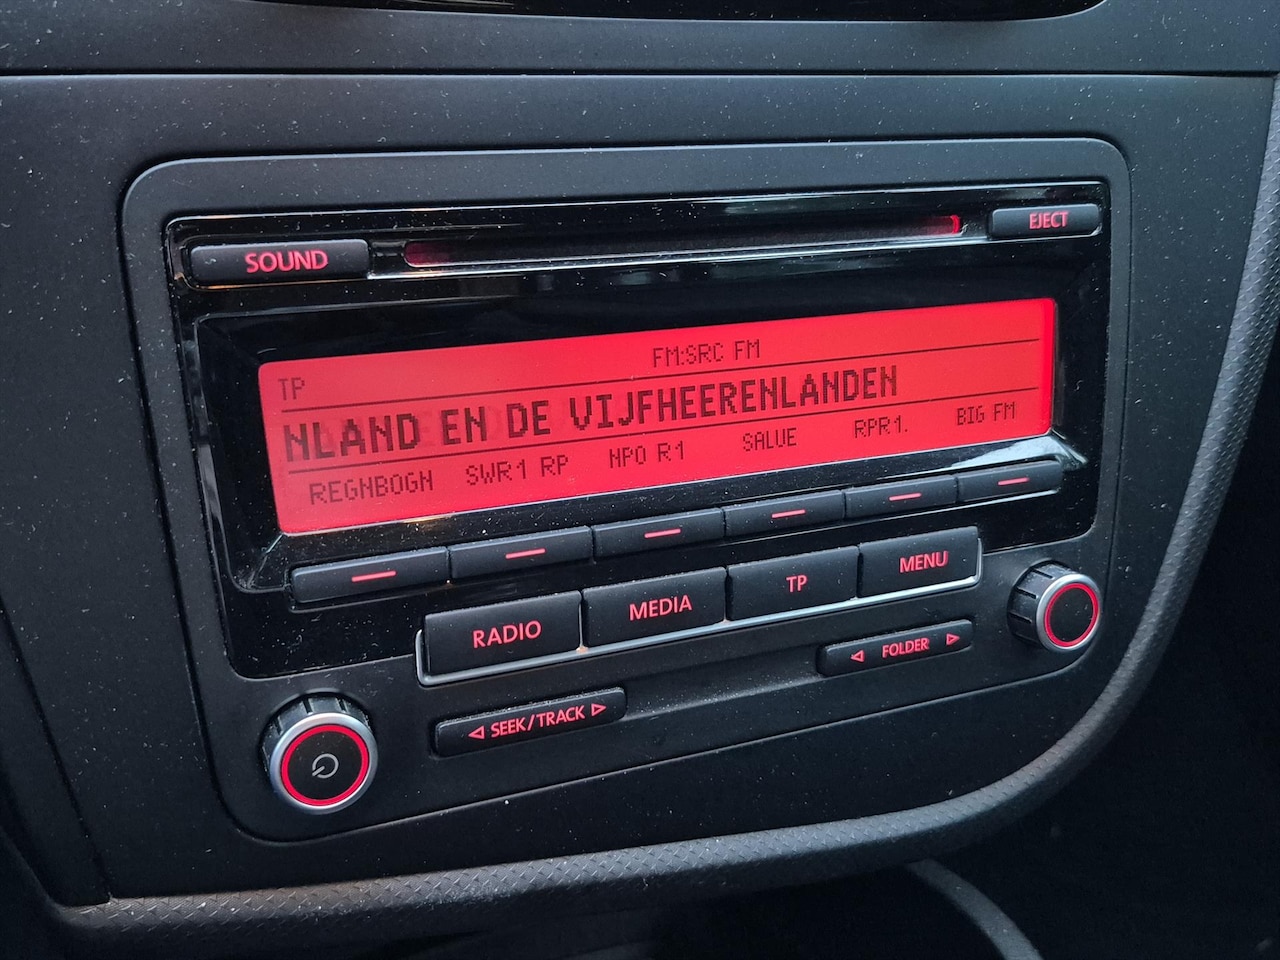 SOUND
EJECT
FM:SRC FM
TP
NLAND EN DE VIJFHEERENLANDEN
REGNBOGN SWR1 RP NPO R1 SALUE RPR1. BIG FM
RADIO MEDIA TP MENU
SEEK/TRACK
FOLDER